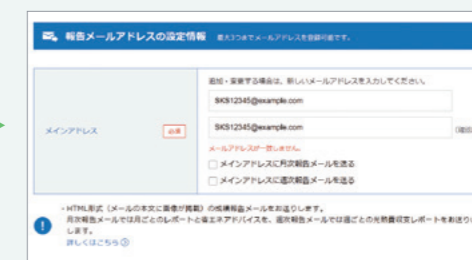 報告メールアドレスの設定情報 最大3つまでメールアドレスを登録可能です。
追加・変更する場合は、新しいメールアドレスを入力してください。
SKS12345@example.com
メインアドレス 必須 SKS12345@example.com (確認
メールアドレスが一致しません。
メインアドレスに月次報告メールを送る
メインアドレスに週次報告メールを送る
・HTML形式（メールの本文に画像が掲載）の成績報告メールをお送りします。
月次報告メールでは月ごとのレポートと省エネアドバイスを、週次報告メールでは週ごとの光熱費収支レポートをお送りい
します。
詳しくはこちら